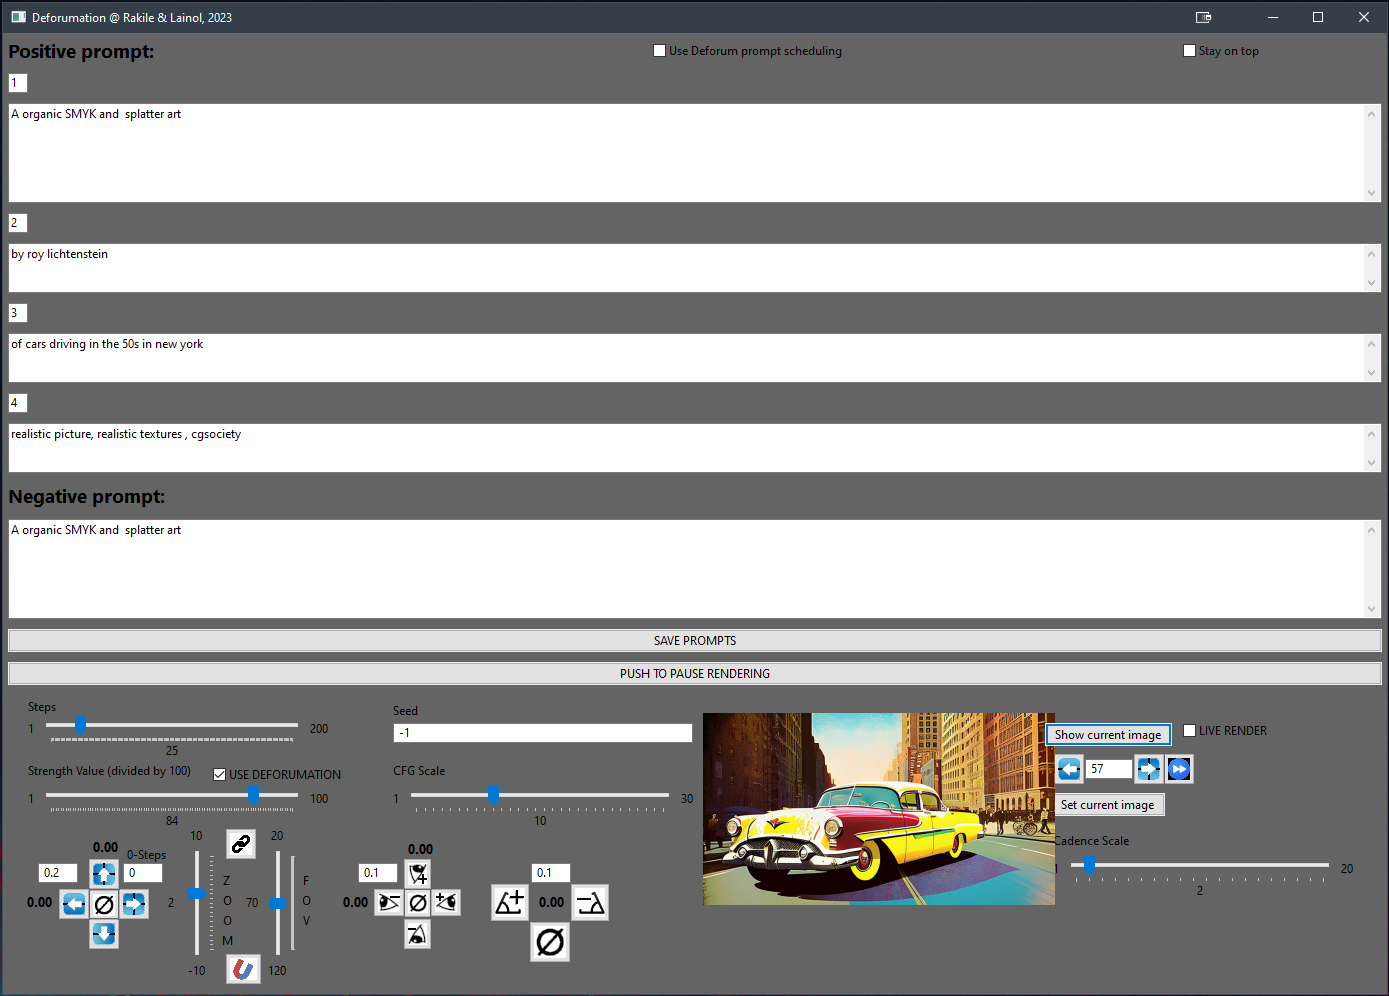 Deforumation @ Rakile & Lainol, 2023
Positive prompt:
Use Deforum prompt scheduling
Stay on top
1
A organic SMYK and  splatter art
2
by roy lichtenstein
3
of cars driving in the 50s in new york
4
realistic picture, realistic textures , cgsociety
Negative prompt:
A organic SMYK and  splatter art
SAVE PROMPTS
PUSH TO PAUSE RENDERING
Steps
1
200
25
Strength Value (divided by 100)
USE DEFORUMATION
1
100
84
Seed
-1
CFG Scale
1
30
10
Show current image
LIVE RENDER
57
Set current image
Cadence Scale
1
20
2
0.00
0-Steps
0.2
0
0.00
10
2
-10
Z
O
O
M
20
70
120
F
O
V
0.00
0.1
0.00
0.1
0.00